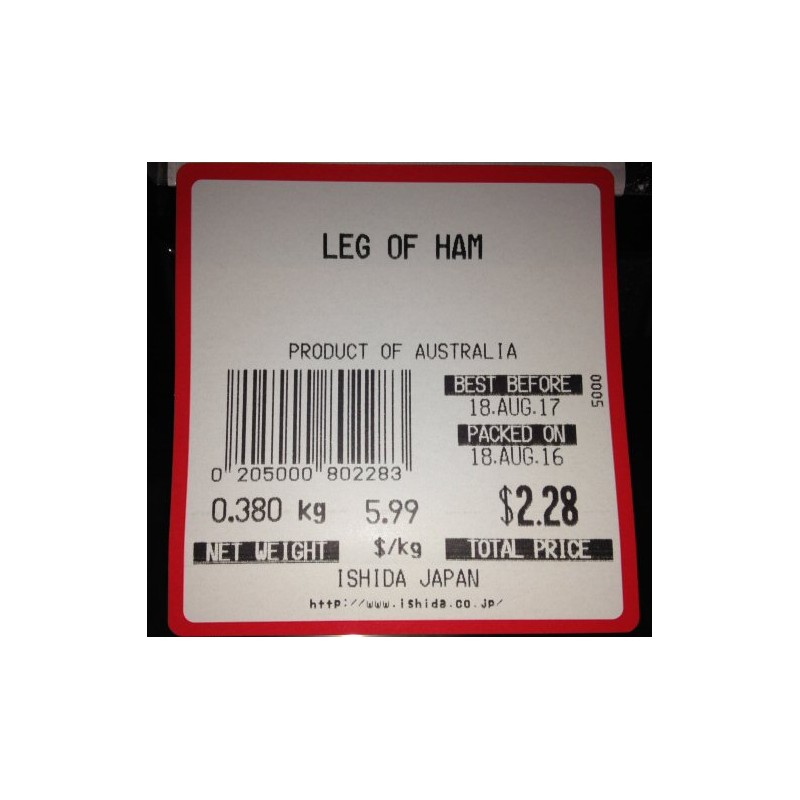 LEG OF HAM
PRODUCT OF AUSTRALIA
BEST BEFORE
18.AUG.17
0005
PACKED ON
18.AUG.16
0 205000 802283
0.380 kg 5.99 $2.28
NET WEIGHT $/kg TOTAL PRICE
ISHIDA JAPAN
http://www.ishida.co.jp/